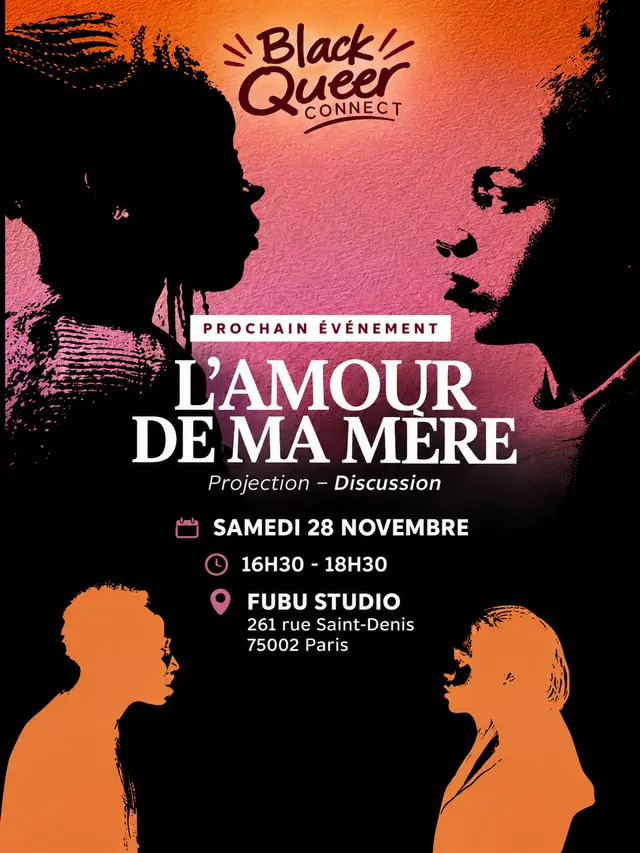 Black
Queer
CONNECT
PROCHAIN ÉVÉNEMENT
L'AMOUR
DE MA MÈRE
Projection – Discussion
SAMEDI 28 NOVEMBRE
16H30 - 18H30
FUBU STUDIO
261 rue Saint-Denis
75002 Paris